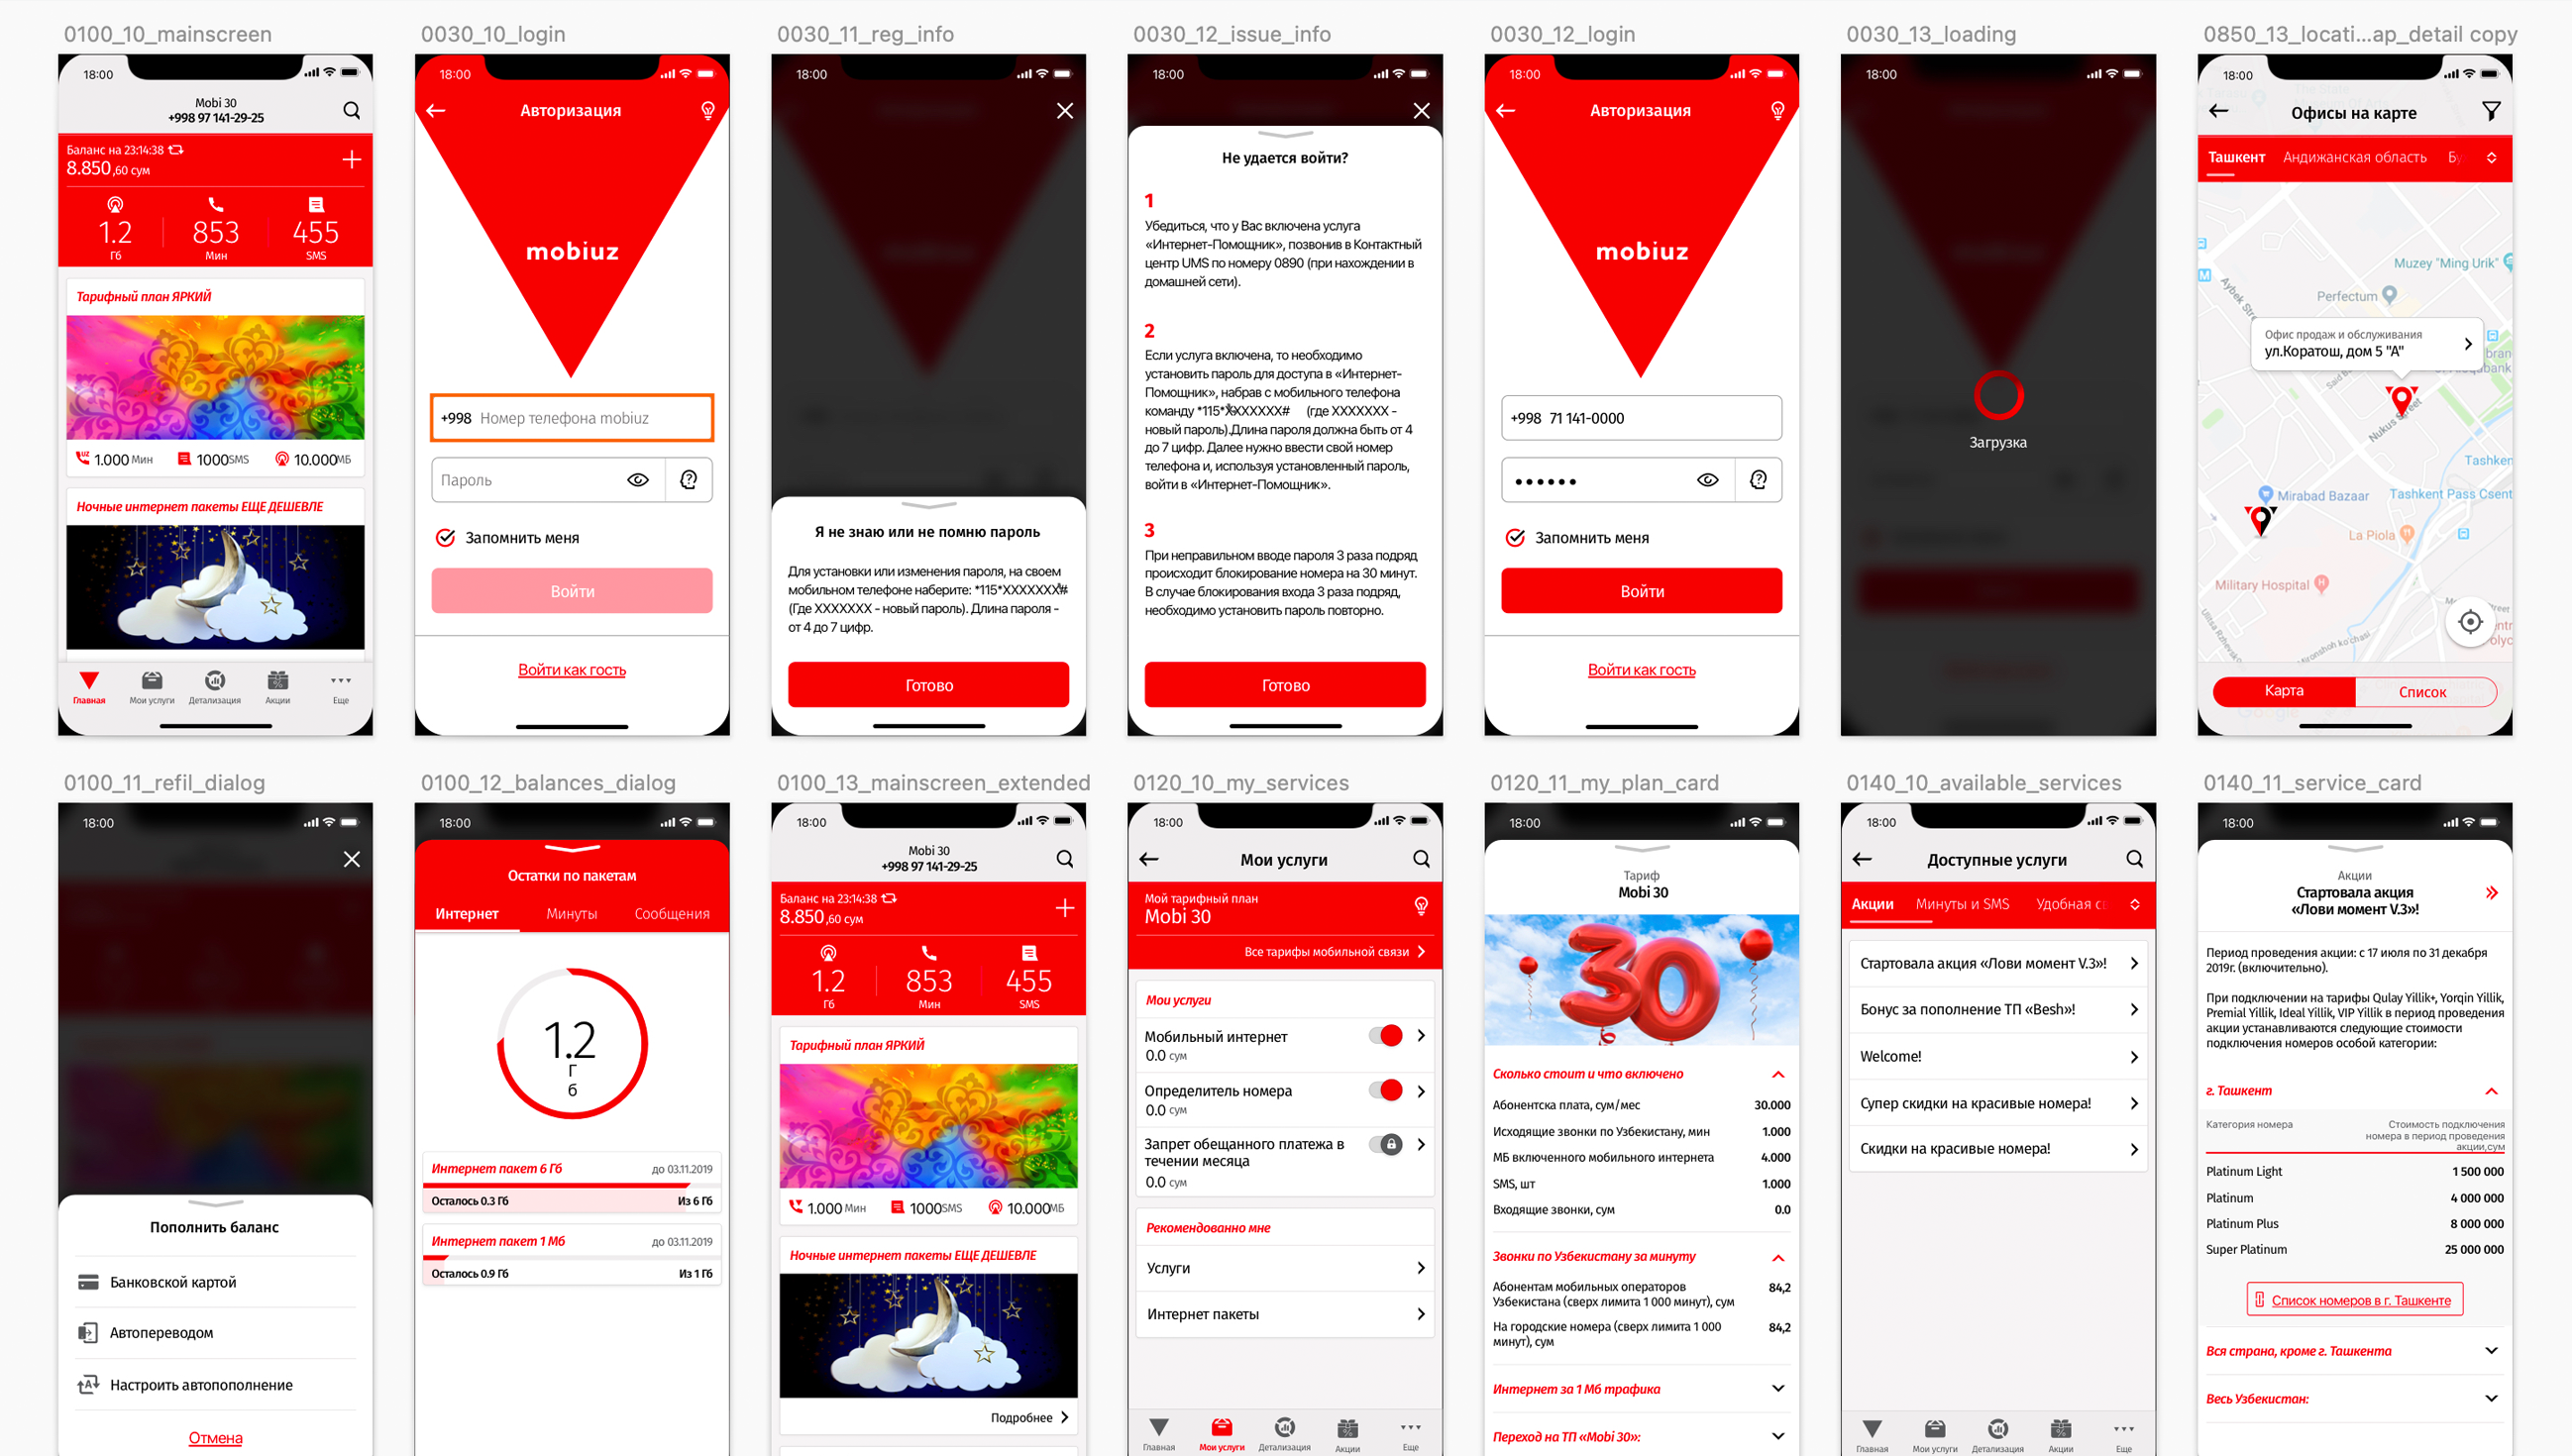 0100_10_mainscreen
18:00
Mobi 30
+998 97 141-29-25
Баланс на 23:14:38
8.850,60 сум
1.2
Гб
853
Мин
455
SMS
Тарифный план ЯРКИЙ
1.000 Мин
1000SMS
10.000МБ
Ночные интернет пакеты ЕЩЕ ДЕШЕВЛЕ
Главная
Мои услуги
Детализация
Акции
Еще
0030_10_login
18:00
Авторизация
mobiuz
+998 Номер телефона mobiuz
Пароль
Запомнить меня
Войти
Войти как гость
0030_11_reg_info
18:00
Я не знаю или не помню пароль
Для установки или изменения пароля, на своем
мобильном телефоне наберите: *115*XXXXXXX#
(Где XXXXXXX - новый пароль). Длина пароля -
от 4 до 7 цифр.
Готово
0030_12_issue_info
18:00
Не удается войти?
1
Убедиться, что у Вас включена услуга
«Интернет-Помощник», позвонив в Контактный
центр UMS по номеру 0890 (при нахождении в
домашней сети).
2
Если услуга включена, то необходимо
установить пароль для доступа в «Интернет-
Помощник», набрав с мобильного телефона
команду *115*XXXXXXX# (где XXXXXXX -
новый пароль).Длина пароля должна быть от 4
до 7 цифр. Далее нужно ввести свой номер
телефона и, используя установленный пароль,
войти в «Интернет-Помощник».
3
При неправильном вводе пароля 3 раза подряд
происходит блокирование номера на 30 минут.
В случае блокирования входа 3 раза подряд,
необходимо установить пароль повторно.
Готово
0030_12_login
18:00
Авторизация
mobiuz
+998 71 141-0000
Запомнить меня
Войти
Войти как гость
0030_13_loading
18:00
Загрузка
0850_13_locati...ap_detail copy
18:00
Офисы на карте
Ташкент
Андижанская область
Бу
Muzey "Ming Urik"
Aybek Stre
Perfectum
Офис продаж и обслуживания
ул.Коратош, дом 5 "А"
Nukus Street
Tashken
Mirabad Bazaar
Tashkent Pass Csent
La Piola
Military Hospital
Карта
Список
0100_11_refil_dialog
18:00
Пополнить баланс
Банковской картой
Автопереводом
Настроить автопополнение
Отмена
0100_12_balances_dialog
18:00
Остатки по пакетам
Интернет
Минуты
Сообщения
1.2
Г
б
Интернет пакет 6 Гб
до 03.11.2019
Осталось 0.3 Гб
Из 6 Гб
Интернет пакет 1 Мб
до 03.11.2019
Осталось 0.9 Гб
Из 1 Гб
0100_13_mainscreen_extended
18:00
Mobi 30
+998 97 141-29-25
Баланс на 23:14:38
8.850,60 сум
1.2
Гб
853
Мин
455
SMS
Тарифный план ЯРКИЙ
1.000 Мин
1000SMS
10.000МБ
Ночные интернет пакеты ЕЩЕ ДЕШЕВЛЕ
Подробнее
0120_10_my_services
18:00
Мои услуги
Мой тарифный план
Mobi 30
Все тарифы мобильной связи
Мои услуги
Мобильный интернет
0.0 сум
Определитель номера
0.0 сум
Запрет обещанного платежа в
течении месяца
0.0 сум
Рекомендованно мне
Услуги
Интернет пакеты
Главная
Мои услуги
Детализация
Акции
Еще
0120_11_my_plan_card
18:00
Тариф
Mobi 30
30
Сколько стоит и что включено
Абонентска плата, сум/мес
30.000
Исходящие звонки по Узбекистану, мин
1.000
МБ включенного мобильного интернета
4.000
SMS, шт
1.000
Входящие звонки, сум
0.0
Звонки по Узбекистану за минуту
Абонентам мобильных операторов
Узбекистана (сверх лимита 1 000 минут), сум
84,2
На городские номера (сверх лимита 1 000
минут), сум
84,2
Интернет за 1 Мб трафика
Переход на ТП «Mobi 30»:
0140_10_available_services
18:00
Доступные услуги
Акции
Минуты и SMS
Удобная св
Стартовала акция «Лови момент V.3»!
Бонус за пополнение ТП «Besh»!
Welcome!
Супер скидки на красивые номера!
Скидки на красивые номера!
Главная
Мои услуги
Детализация
Акции
Еще
0140_11_service_card
18:00
Акции
Стартовала акция
«Лови момент V.3»!
Период проведения акции: с 17 июля по 31 декабря
2019г. (включительно).
При подключении на тарифы Qulay Yillik+, Yorqin Yillik,
Premial Yillik, Ideal Yillik, VIP Yillik в период проведения
акции устанавливаются следующие стоимости
подключения номеров особой категории:
г. Ташкент
Категория номера
Стоимость подключения
номера в период проведения
акции,сум
Platinum Light
1 500 000
Platinum
4 000 000
Platinum Plus
8 000 000
Super Platinum
25 000 000
Список номеров в г. Ташкенте
Вся страна, кроме г. Ташкента
Весь Узбекистан: